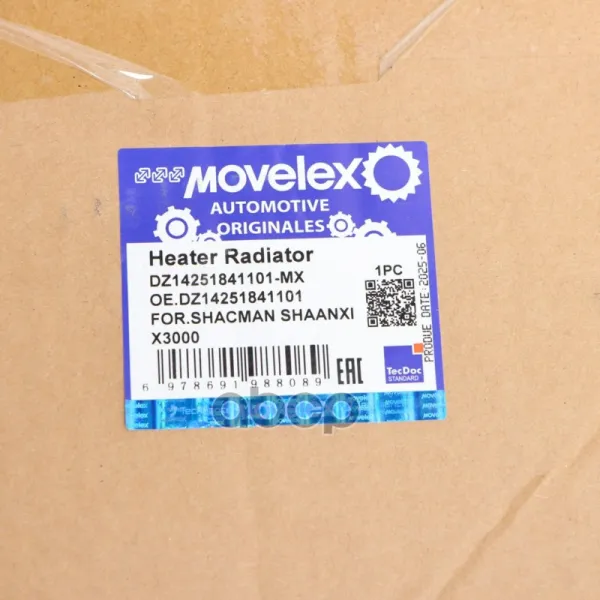 MOVELEX
AUTOMOTIVE
ORIGINALES
Heater Radiator
DZ14251841101-MX
OE.DZ14251841101
FOR.SHACMAN SHAANXI
X3000
1PC
PRODUE DATE:2025-06
6 978691 988089
EAC
TecDoc
STANDARD
abcp